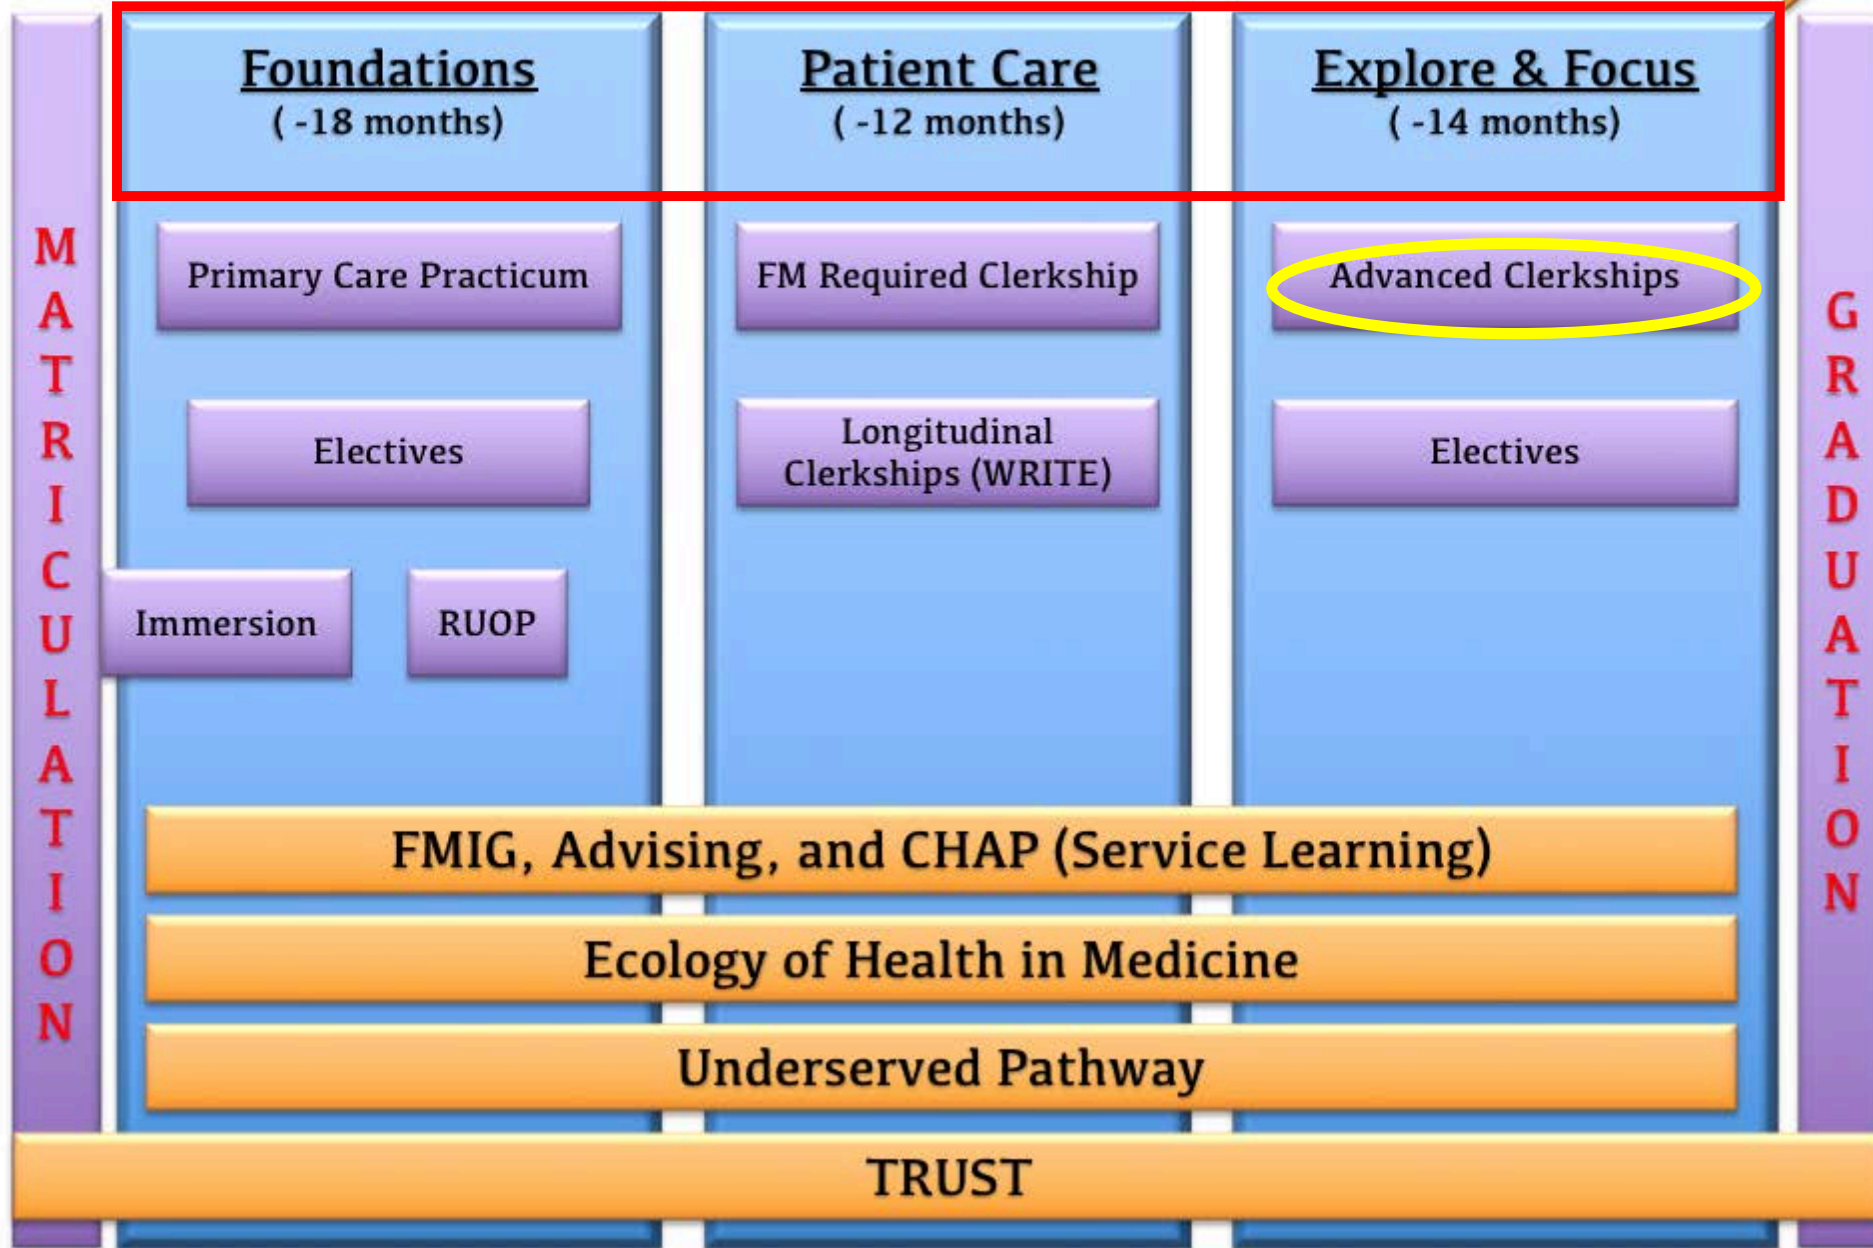 MATRICULATION
Foundations
( -18 months)
Primary Care Practicum
Electives
Immersion
RUOP
Patient Care
( -12 months)
FM Required Clerkship
Longitudinal
Clerkships (WRITE)
Explore & Focus
( -14 months)
Advanced Clerkships
Electives
GRADUATION
FMIG, Advising, and CHAP (Service Learning)
Ecology of Health in Medicine
Underserved Pathway
TRUST